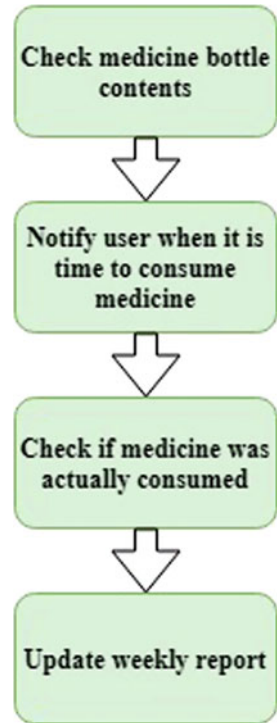 Check medicine bottle
contents
Notify user when it is
time to consume
medicine
Check if medicine was
actually consumed
Update weekly report